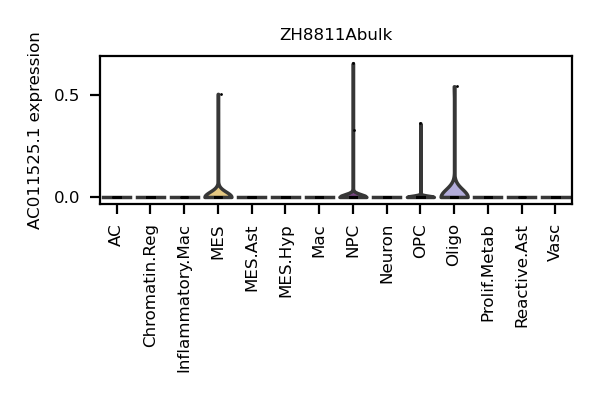 ZH8811Abulk
AC011525.1 expression
0.5
0.0
AC
Chromatin.Reg
Inflammatory.Mac
MES
MES.Ast
MES.Hyp
Mac
NPC
Neuron
OPC
Oligo
Prolif.Metab
Reactive.Ast
Vasc